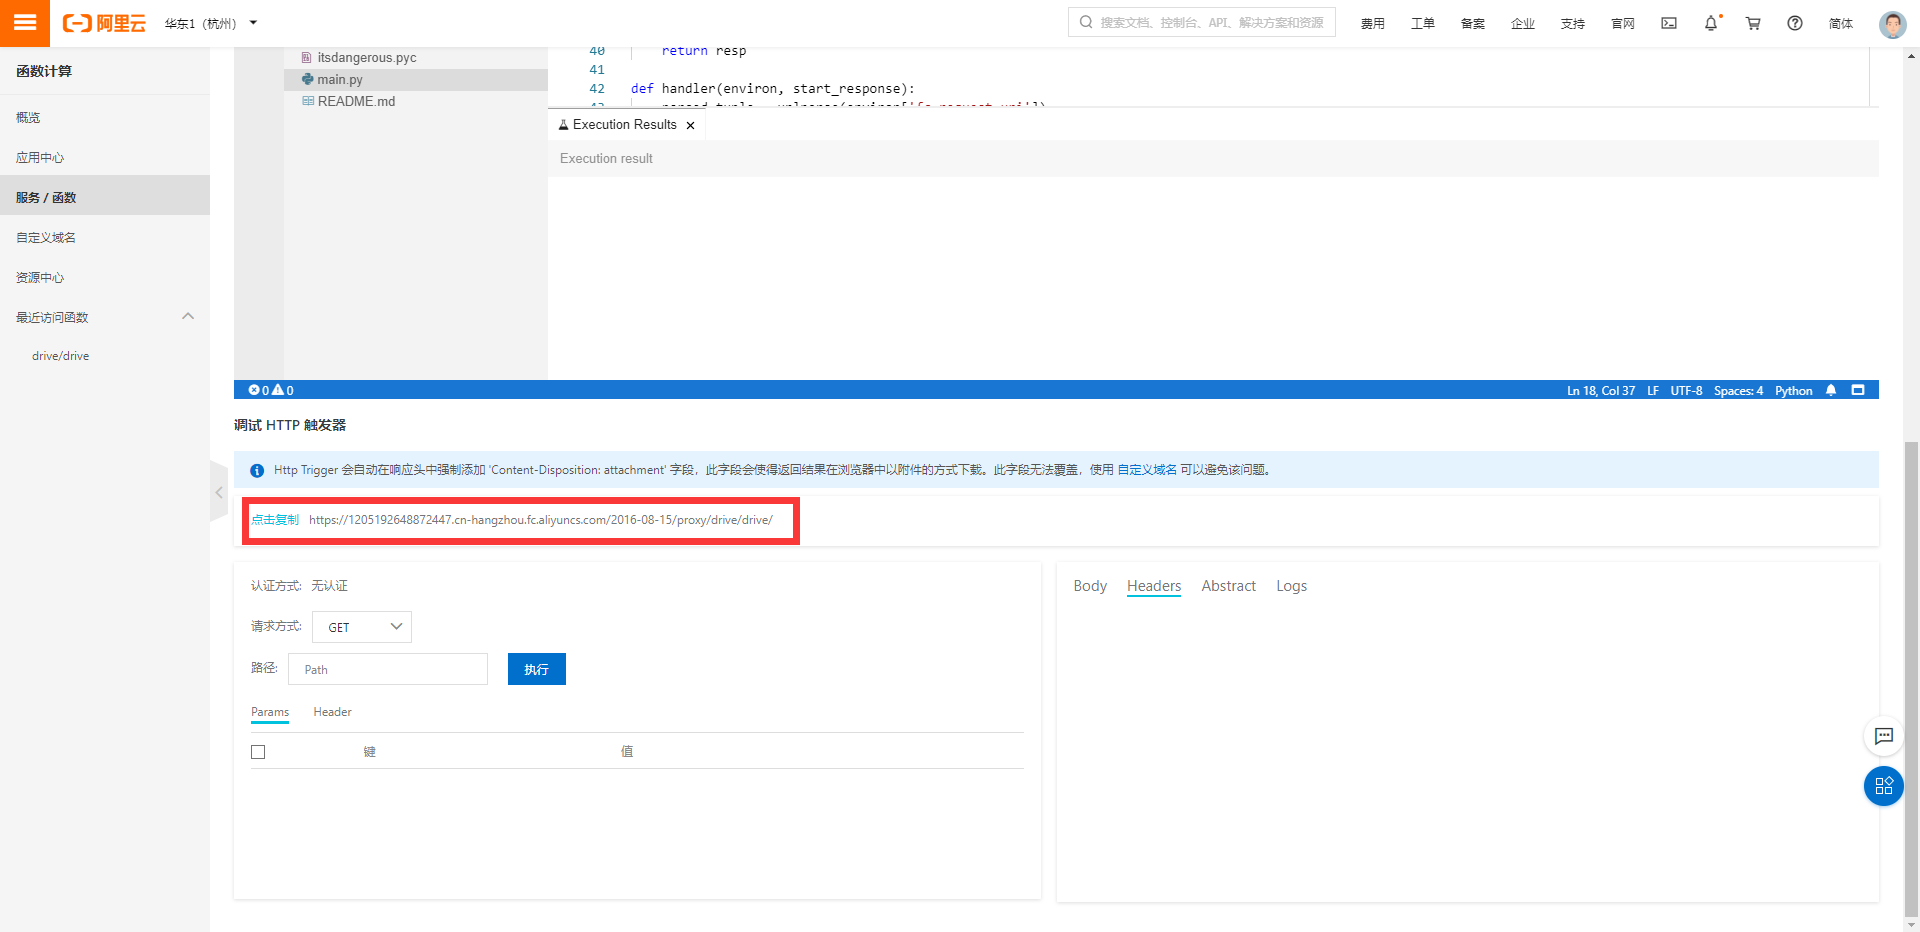 阿里云 华东1（杭州） 搜索文档、控制台、API、解决方案和资源 费用 工单 备案 企业 支持 官网 简体
函数计算
概览
应用中心
服务 / 函数
自定义域名
资源中心
最近访问函数
drive/drive
itsdangerous.pyc
main.py
README.md
40 return resp
41
42 def handler(environ, start_response):
Execution Results
Execution result
0 0 Ln 18, Col 37 LF UTF-8 Spaces: 4 Python
调试 HTTP 触发器
Http Trigger 会自动在响应头中强制添加 'Content-Disposition: attachment' 字段，此字段会使得返回结果在浏览器中以附件的方式下载。此字段无法覆盖，使用 自定义域名 可以避免该问题。
点击复制 https://1205192648872447.cn-hangzhou.fc.aliyuncs.com/2016-08-15/proxy/drive/drive/
认证方式: 无认证
请求方式: GET
路径: Path 执行
Params Header
键 值
Body Headers Abstract Logs